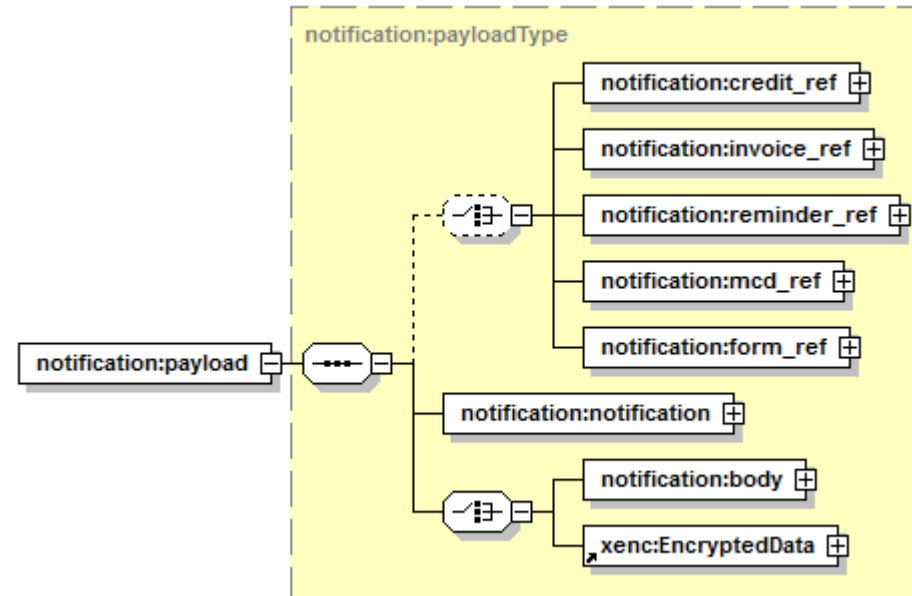 notification:payloadType
notification:credit_ref
notification:invoice_ref
notification:reminder_ref
notification:mcd_ref
notification:form_ref
notification:payload
notification:notification
notification:body
xenc:EncryptedData